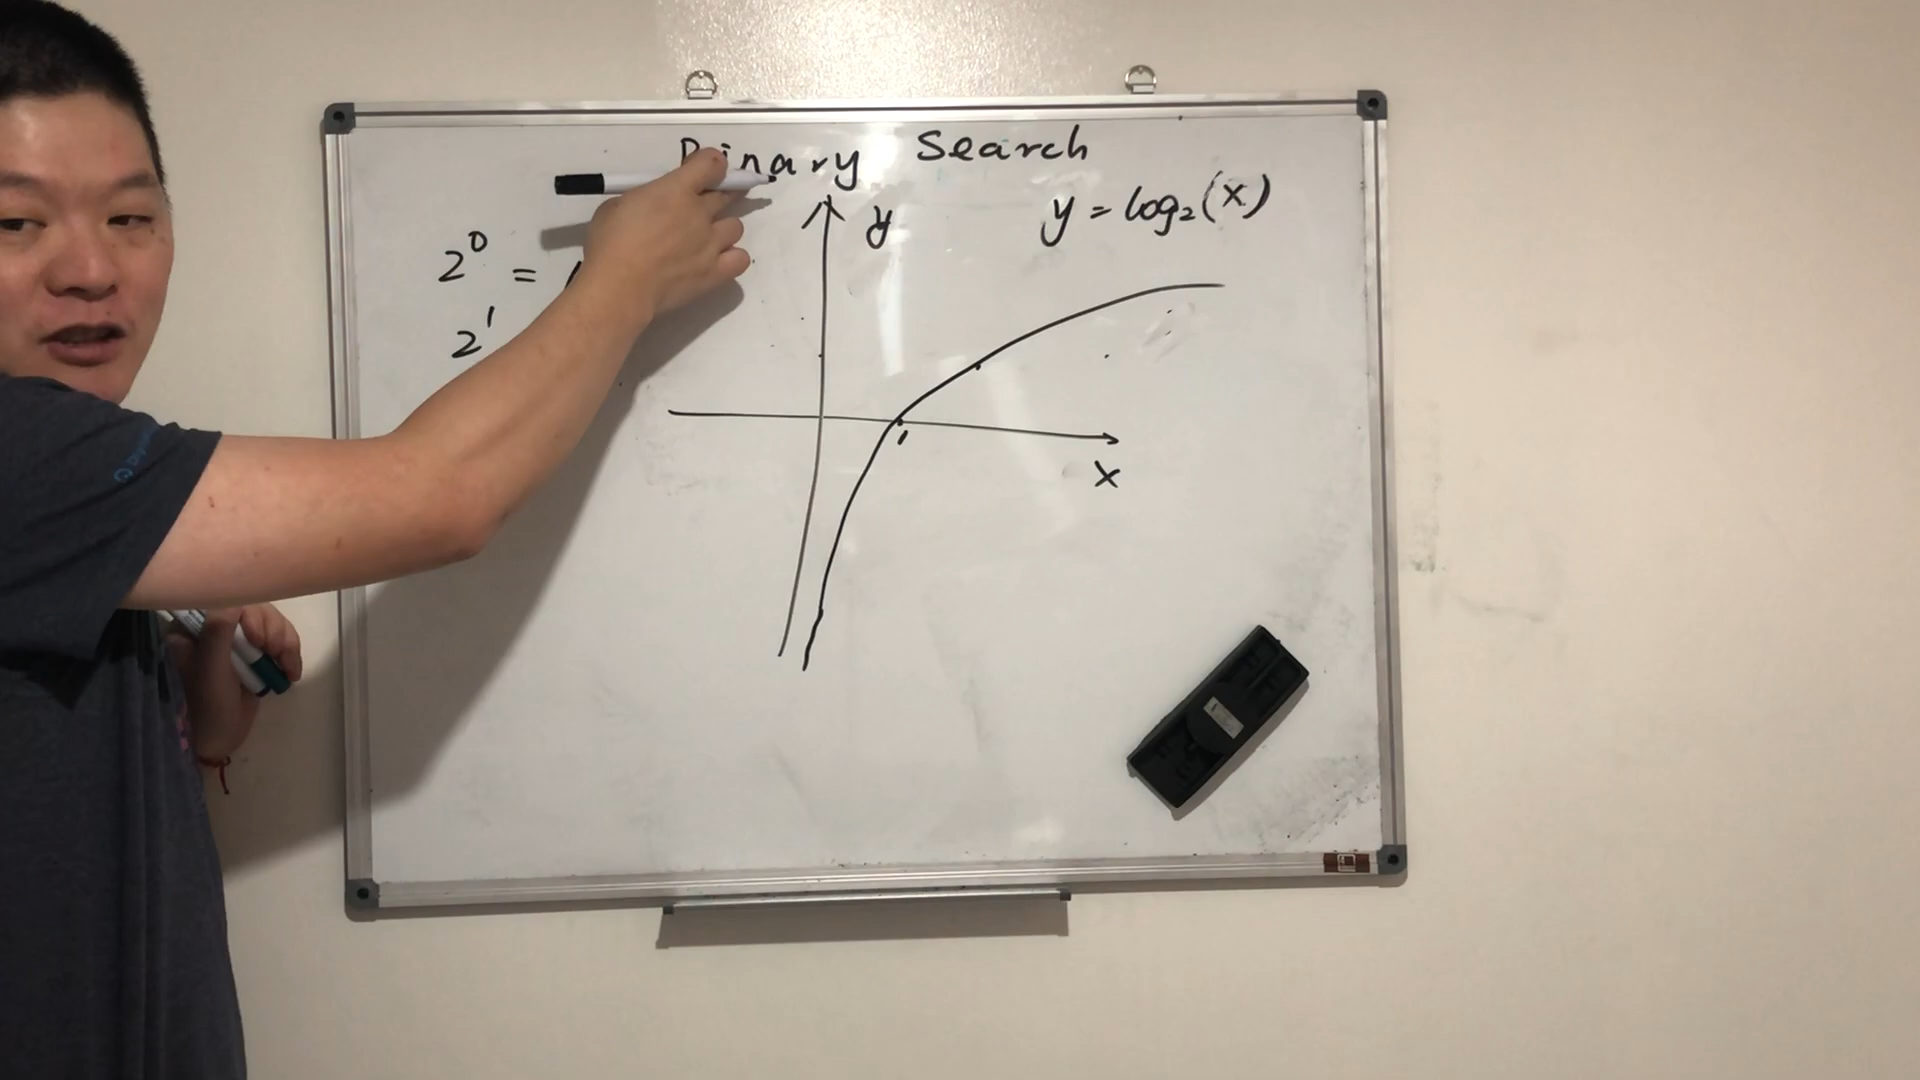 Binary Search
y = log₂(x)
y
2⁰ =
2¹
1
x